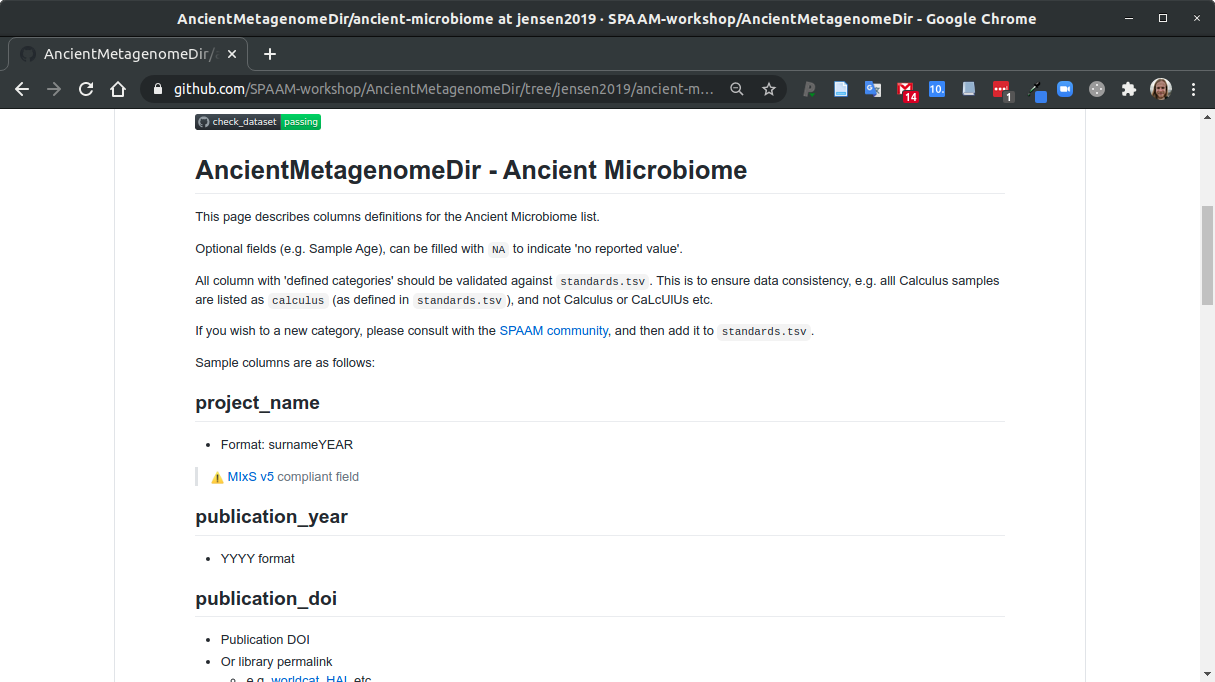 AncientMetagenomeDir/ancient-microbiome at jensen2019 · SPAAM-workshop/AncientMetagenomeDir - Google Chrome
AncientMetagenomeDir/a
github.com/SPAAM-workshop/AncientMetagenomeDir/tree/jensen2019/ancient-m...
14
10.
1
check_dataset passing
AncientMetagenomeDir - Ancient Microbiome
This page describes columns definitions for the Ancient Microbiome list.
Optional fields (e.g. Sample Age), can be filled with NA to indicate 'no reported value'.
All column with 'defined categories' should be validated against standards.tsv. This is to ensure data consistency, e.g. alll Calculus samples
are listed as calculus (as defined in standards.tsv), and not Calculus or CaLcUlUs etc.
If you wish to a new category, please consult with the SPAAM community, and then add it to standards.tsv.
Sample columns are as follows:
project_name
Format: surnameYEAR
⚠️ MIxS v5 compliant field
publication_year
YYYY format
publication_doi
Publication DOI
Or library permalink
e.g. worldcat, HAL etc